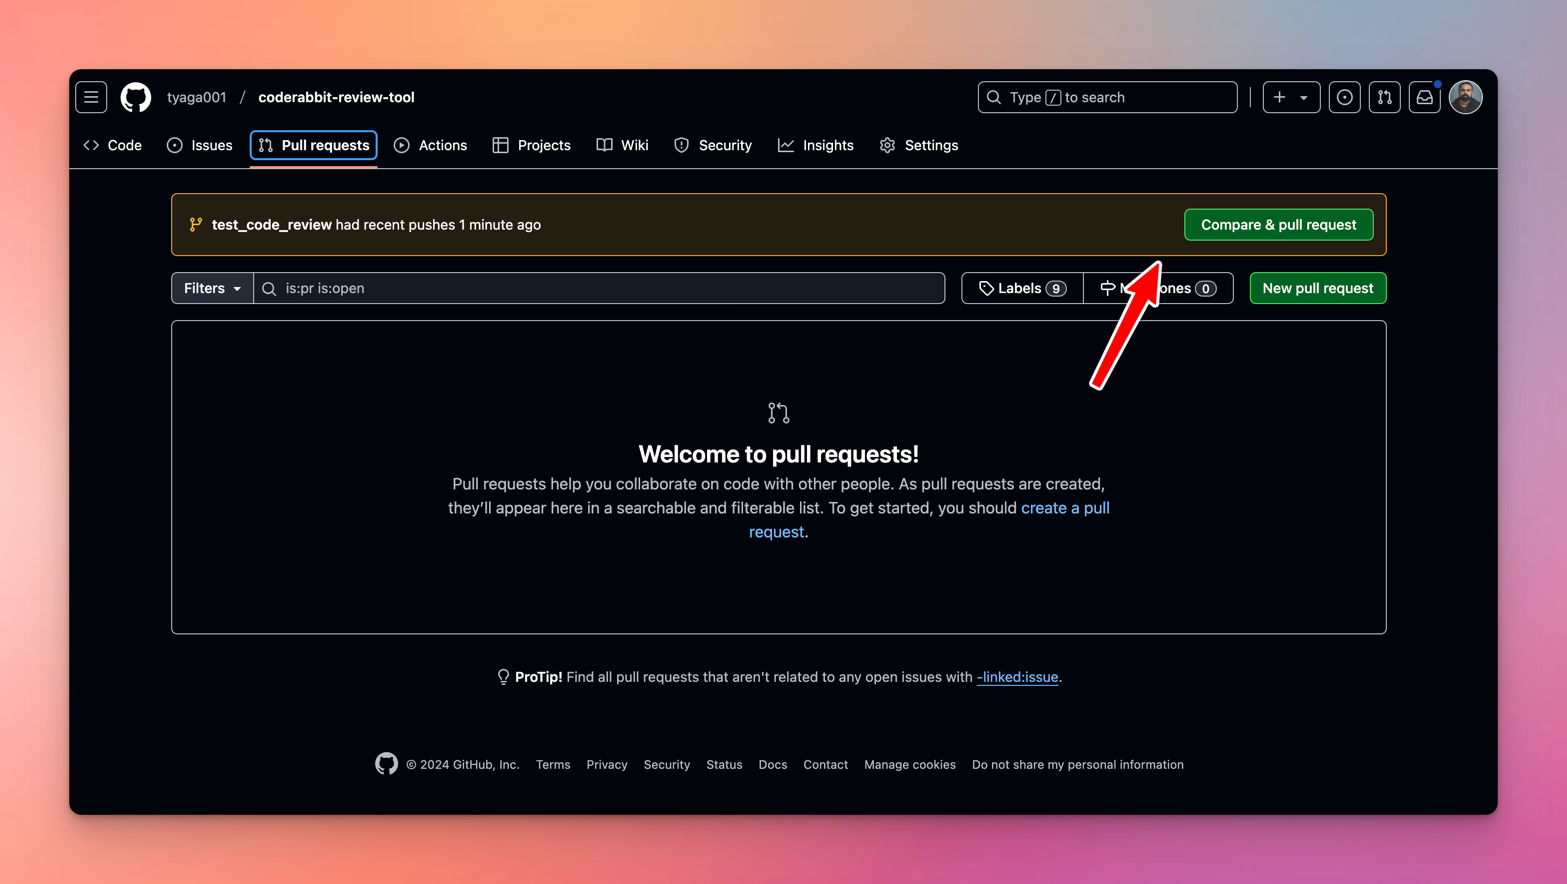 tyaga001 / coderabbit-review-tool
Type / to search
Code Issues Pull requests Actions Projects Wiki Security Insights Settings
test_code_review had recent pushes 1 minute ago
Compare & pull request
Filters is:pr is:open Labels 9 0 New pull request
Welcome to pull requests!
Pull requests help you collaborate on code with other people. As pull requests are created,
they’ll appear here in a searchable and filterable list. To get started, you should create a pull
request.
ProTip! Find all pull requests that aren't related to any open issues with -linked:issue.
© 2024 GitHub, Inc. Terms Privacy Security Status Docs Contact Manage cookies Do not share my personal information